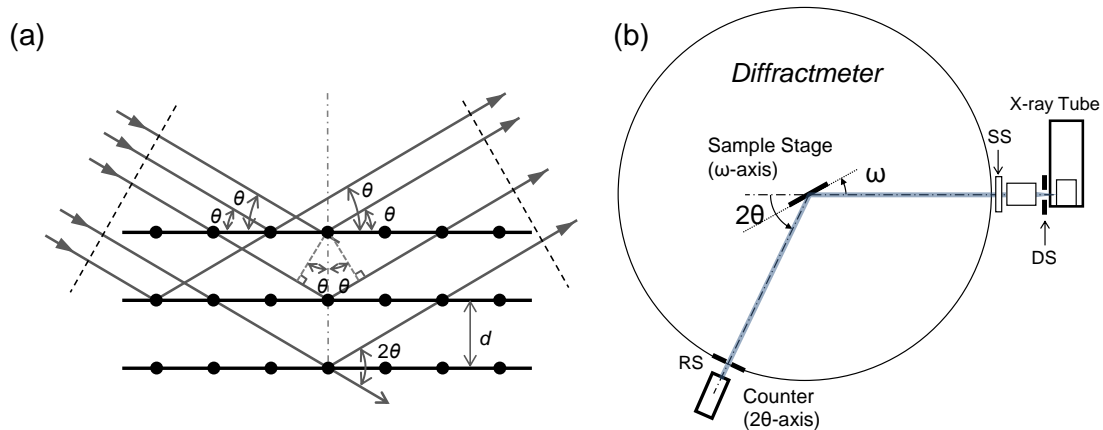 (a)
θ
θ
θ
θ
θ
θ
d
2θ
(b)
Diffractmeter
X-ray Tube
SS
Sample Stage
(ω-axis)
ω
2θ
DS
RS
Counter
(2θ-axis)